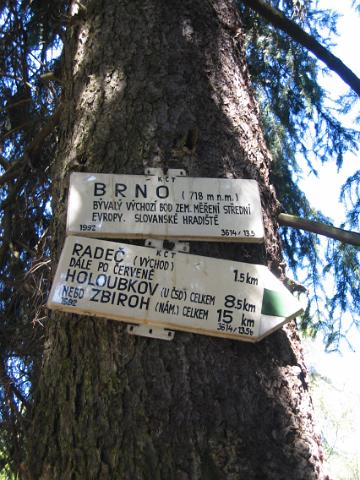 KČT
BRNO (718 m n.m.)
BÝVALÝ VÝCHOZÍ BOD ZEM. MĚŘENÍ STŘEDNÍ
EVROPY. SLOVANSKÉ HRADIŠTĚ
1992 3614/13.5
KČT
RADEČ (VÝCHOD) 1.5 km
DÁLE PO ČERVENÉ
HOLOUBKOV (U ČSD) CELKEM 8.5 km
(NEBO ZBIROH (NÁM.) CELKEM 15 km
1992 3614/13.5b